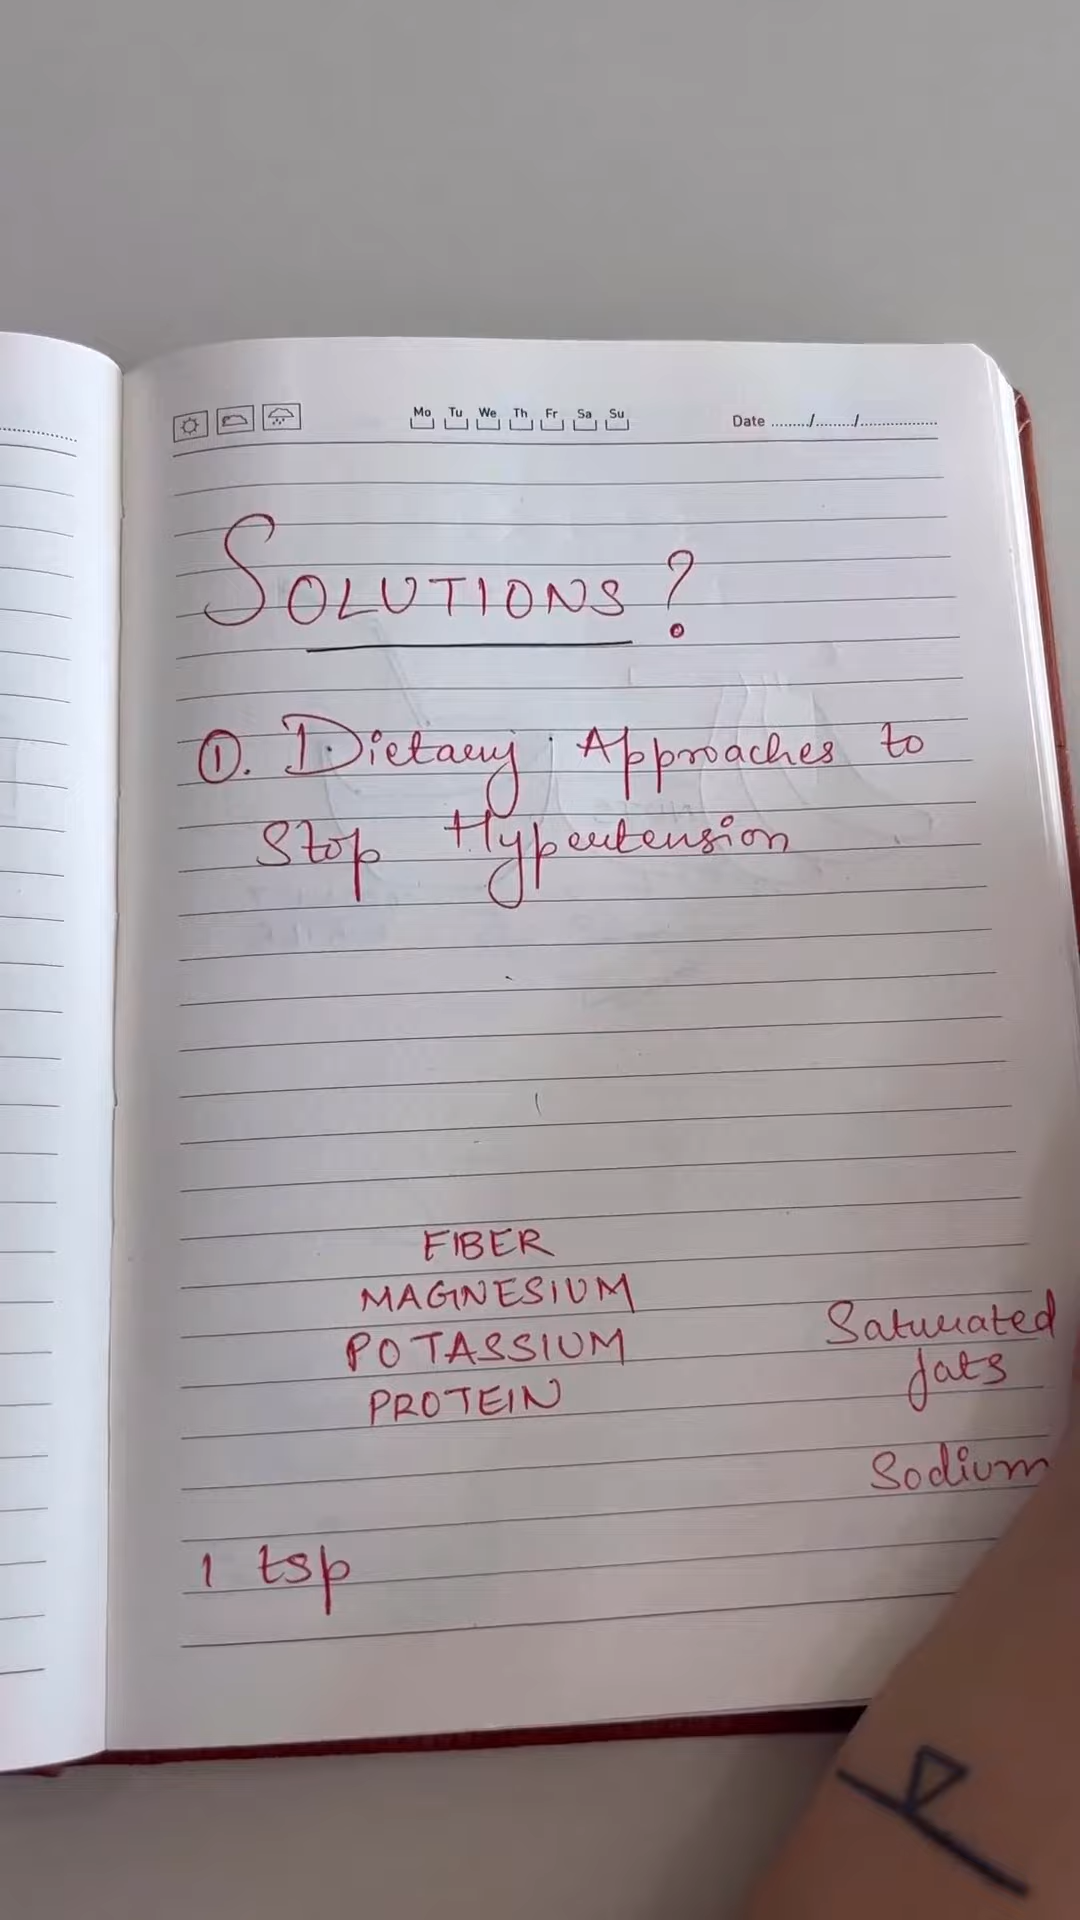 Mo Tu We Th Fr Sa Su
Date ........./........./..................
SOLUTIONS ?
①. Dietary Approaches to
Stop Hypertension
FIBER
MAGNESIUM
POTASSIUM
PROTEIN
Saturated
fats
Sodium
1 tsp